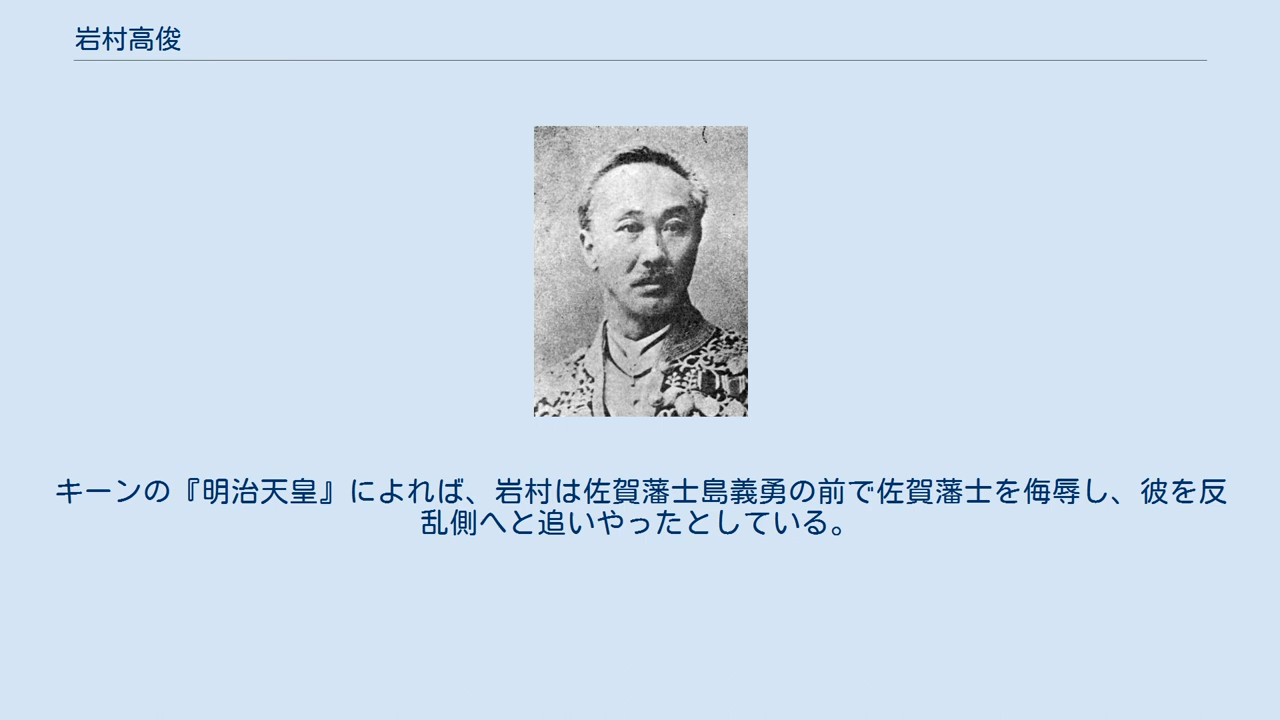 岩村高俊
キーンの『明治天皇』によれば、岩村は佐賀藩士島義勇の前で佐賀藩士を侮辱し、彼を反
乱側へと追いやったとしている。